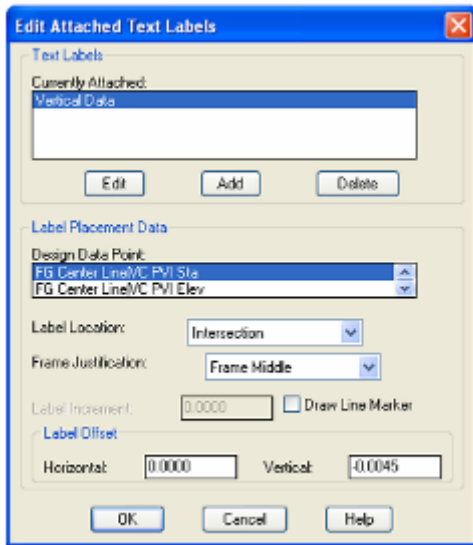 Edit Attached Text Labels
Text Labels
Currently Attached:
Vertical Data
Edit Add Delete
Label Placement Data
Design Data Point:
FG Center Line/VC PVI Sta
FG Center Line/VC PVI Elev
Label Location: Intersection
Frame Justification: Frame Middle
Label Increment: 0.0000 Draw Line Marker
Label Offset
Horizontal: 0.0000 Vertical: -0.0045
OK Cancel Help